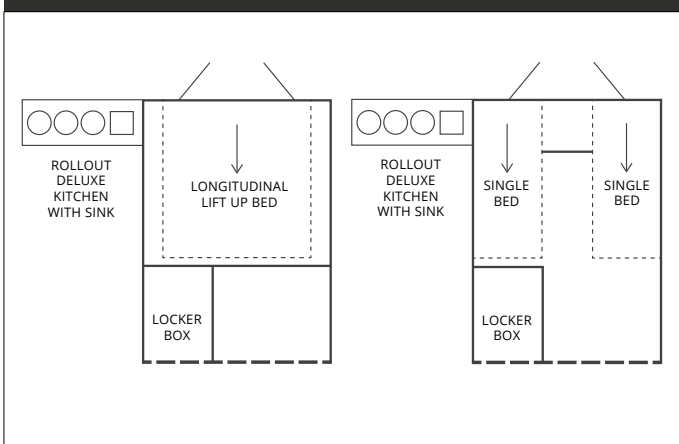 ROLLOUT
DELUXE
KITCHEN
WITH SINK
LONGITUDINAL
LIFT UP BED
LOCKER
BOX
ROLLOUT
DELUXE
KITCHEN
WITH SINK
SINGLE
BED
SINGLE
BED
LOCKER
BOX